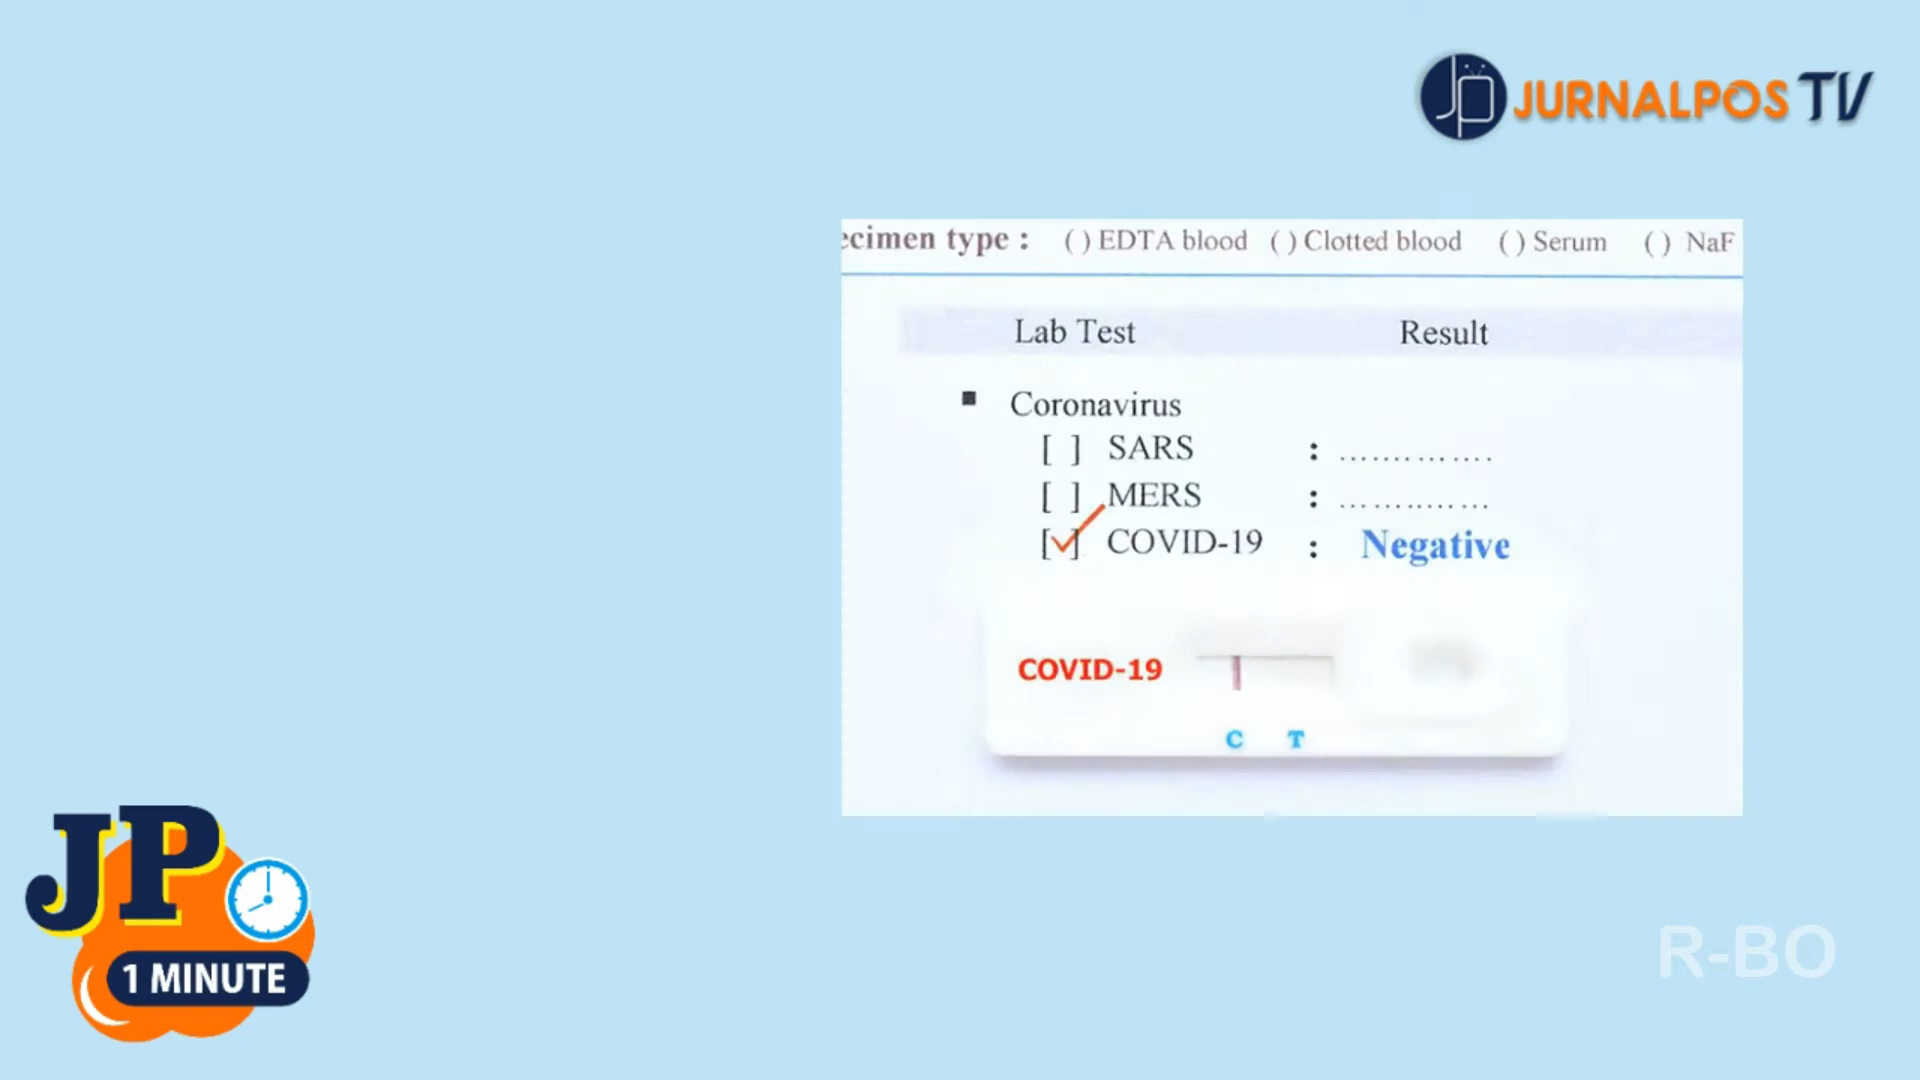 JURNALPOS TV
ecimen type : ( ) EDTA blood ( ) Clotted blood ( ) Serum ( ) NaF
Lab Test Result
■ Coronavirus
[ ] SARS : .............
[ ] MERS : .............
[✓] COVID-19 : Negative
COVID-19
C T
JP
1 MINUTE
R-BO